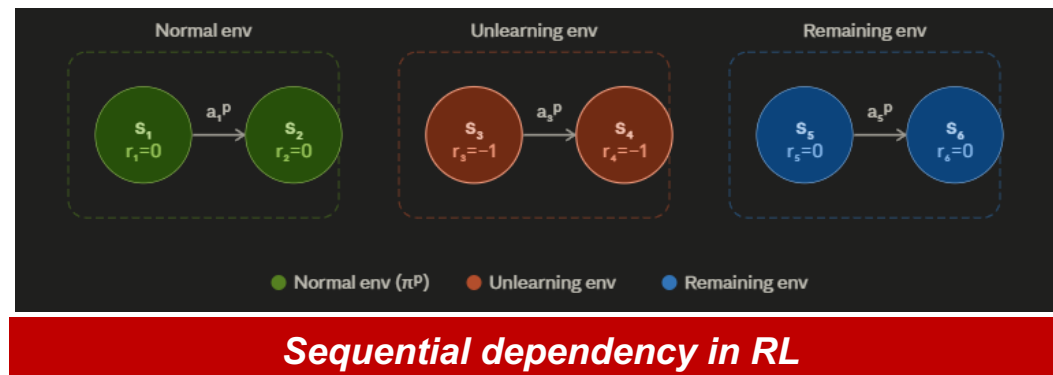 Normal env
Unlearning env
Remaining env
a₁ᵖ
a₃ᵖ
a₅ᵖ
s₁
r₁=0
s₂
r₂=0
s₃
r₃=−1
s₄
r₄=−1
s₅
r₅=0
s₆
r₆=0
Normal env (πᵖ)
Unlearning env
Remaining env
Sequential dependency in RL